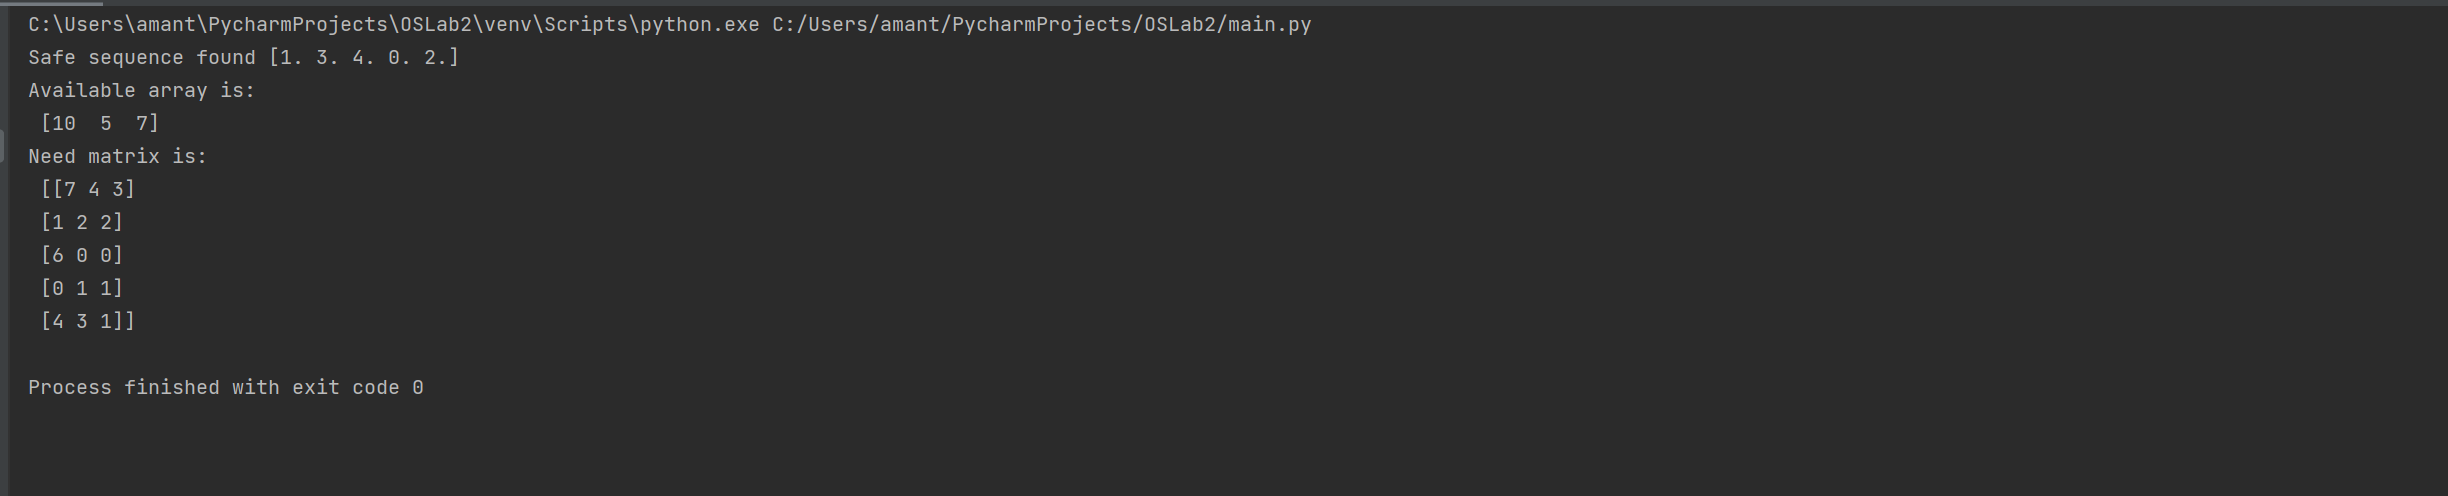 C:\Users\amant\PycharmProjects\OSLab2\venv\Scripts\python.exe C:/Users/amant/PycharmProjects/OSLab2/main.py
Safe sequence found [1. 3. 4. 0. 2.]
Available array is:
 [10  5  7]
Need matrix is:
 [[7 4 3]
 [1 2 2]
 [6 0 0]
 [0 1 1]
 [4 3 1]]
Process finished with exit code 0